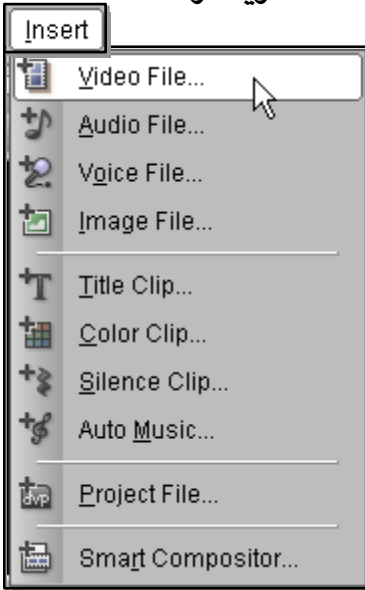 Insert
Video File...
Audio File...
Voice File...
Image File...
Title Clip...
Color Clip...
Silence Clip...
Auto Music...
dvp
Project File...
Smart Compositor...